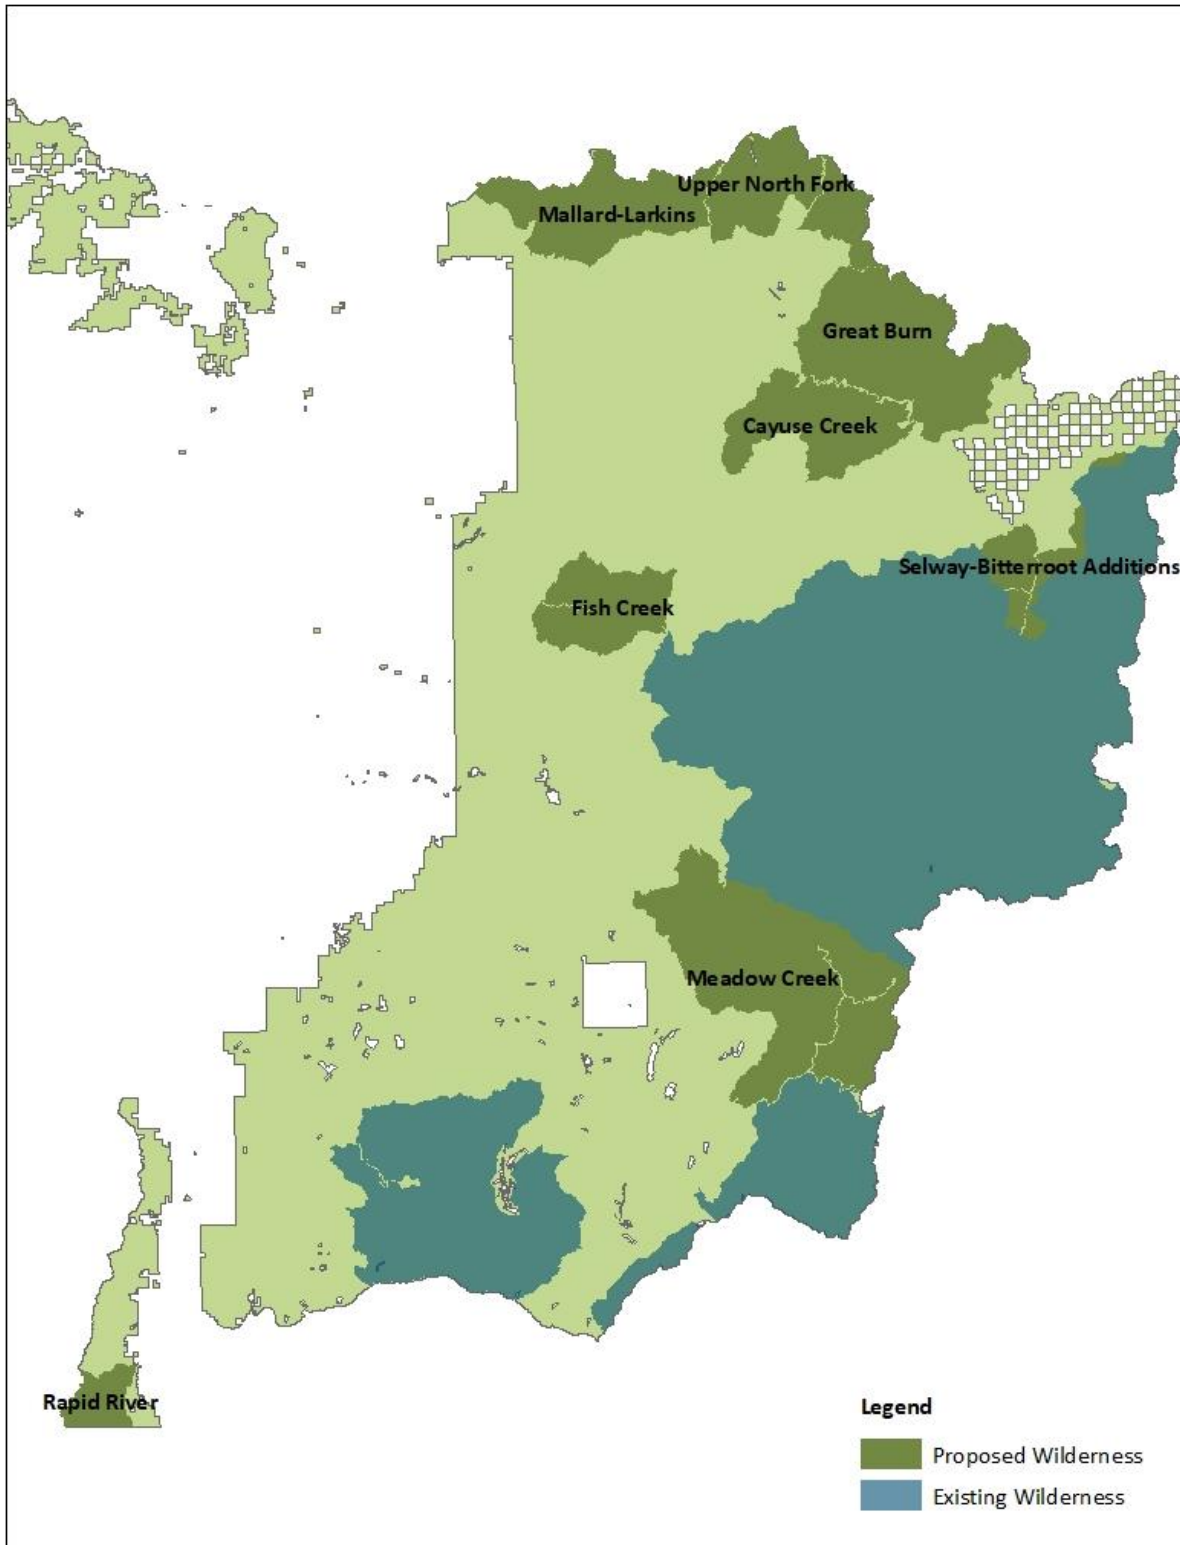 Upper North Fork
Mallard-Larkins
Great Burn
Cayuse Creek
Selway-Bitterroot Additions
Fish Creek
Meadow Creek
Rapid River
Legend
Proposed Wilderness
Existing Wilderness